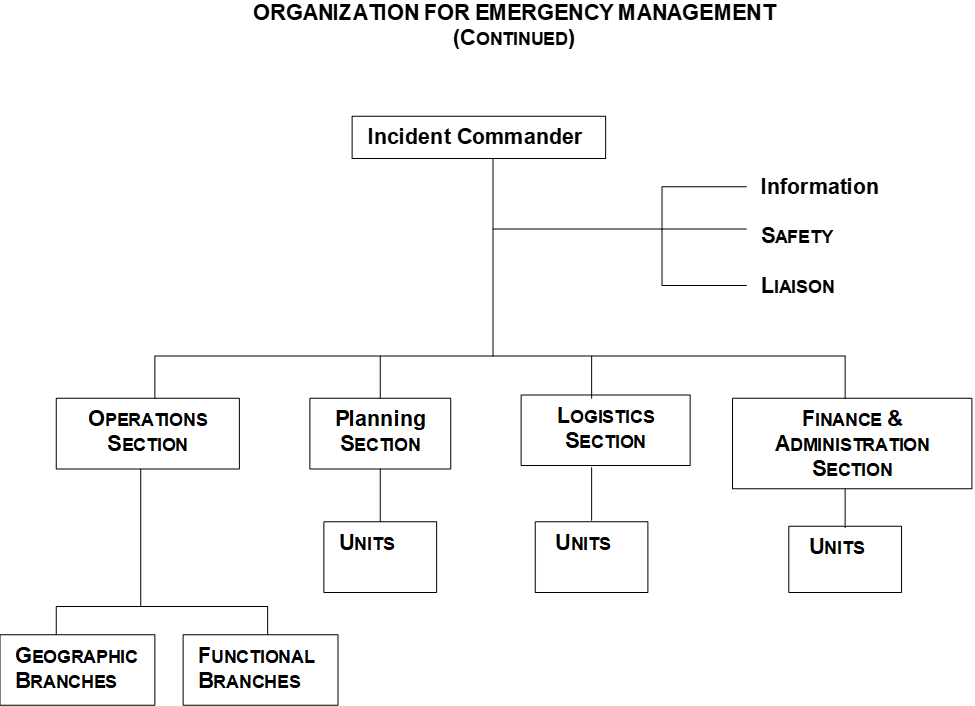 ORGANIZATION FOR EMERGENCY MANAGEMENT
(CONTINUED)
Incident Commander
Information
SAFETY
LIAISON
OPERATIONS
SECTION
Planning
SECTION
LOGISTICS
SECTION
FINANCE &
ADMINISTRATION
SECTION
UNITS
UNITS
UNITS
GEOGRAPHIC
BRANCHES
FUNCTIONAL
BRANCHES